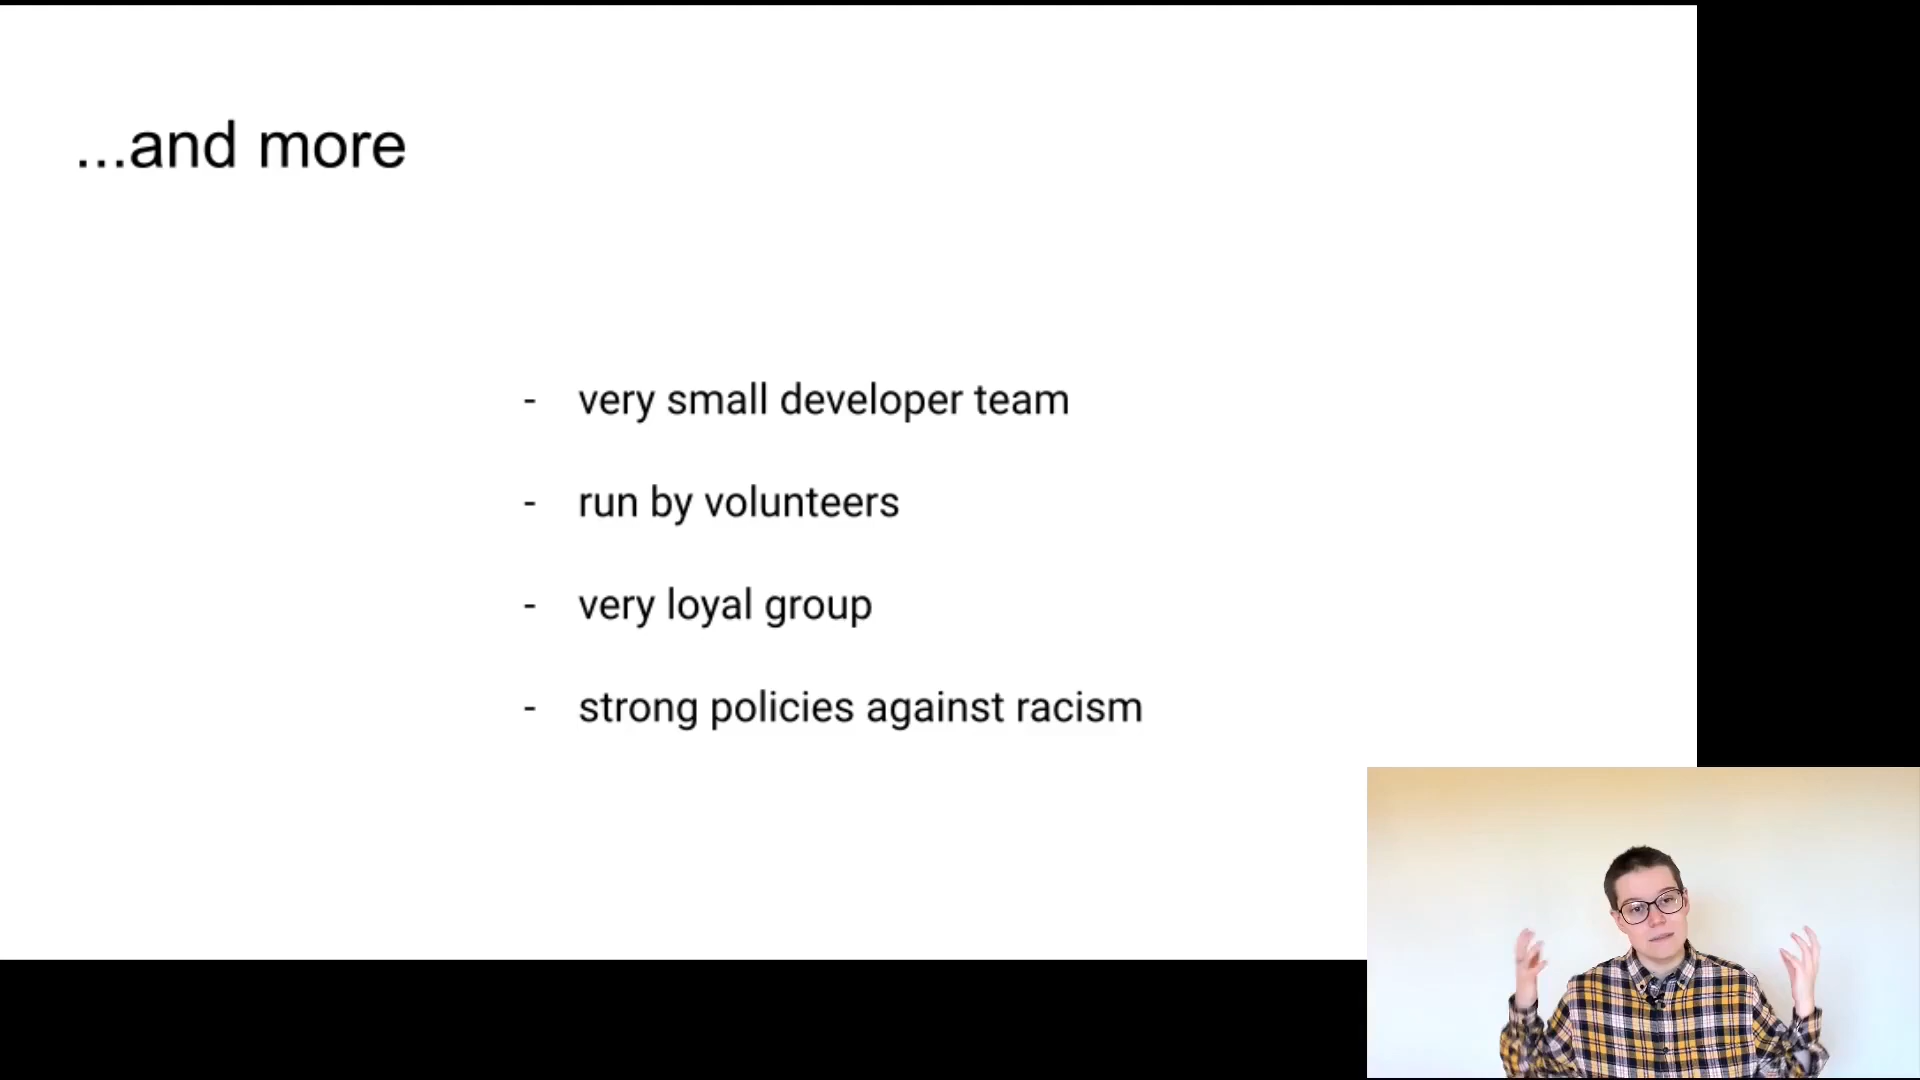 ...and more
- very small developer team
- run by volunteers
- very loyal group
- strong policies against racism